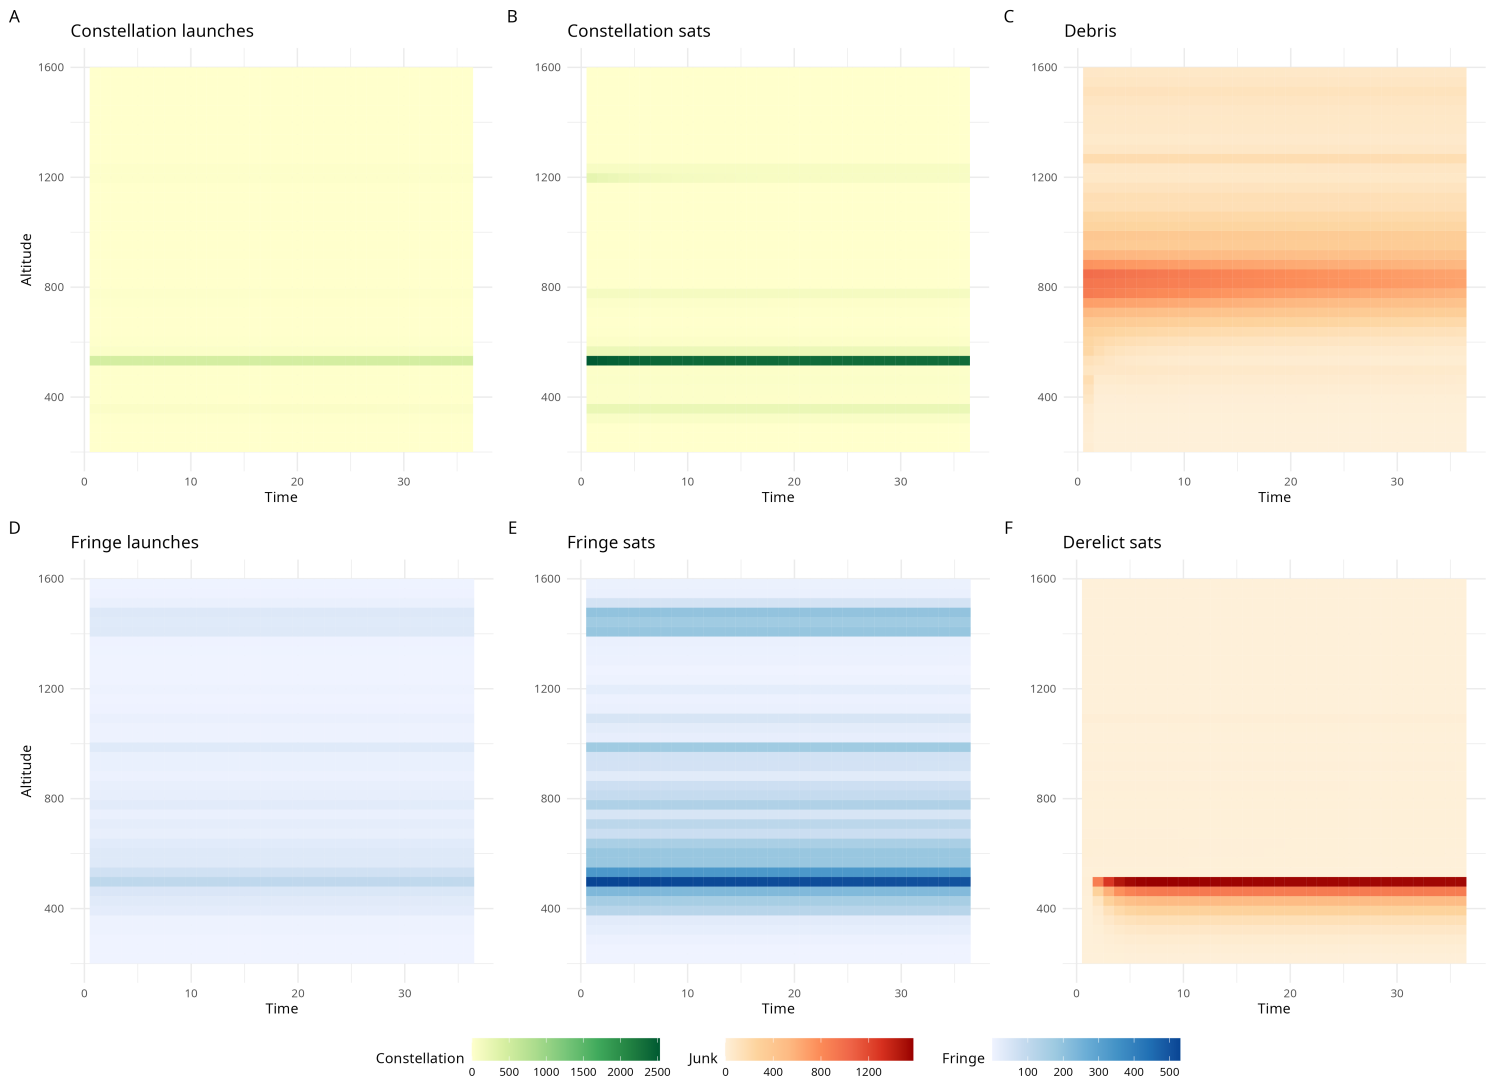 A
Constellation launches
1600
1200
800
400
Altitude
0 10 20 30
Time
B
Constellation sats
1600
1200
800
400
0 10 20 30
Time
C
Debris
1600
1200
800
400
0 10 20 30
Time
D
Fringe launches
1600
1200
800
400
Altitude
0 10 20 30
Time
E
Fringe sats
1600
1200
800
400
0 10 20 30
Time
F
Derelict sats
1600
1200
800
400
0 10 20 30
Time
Constellation
0 500 1000 1500 2000 2500
Junk
0 400 800 1200
Fringe
100 200 300 400 500